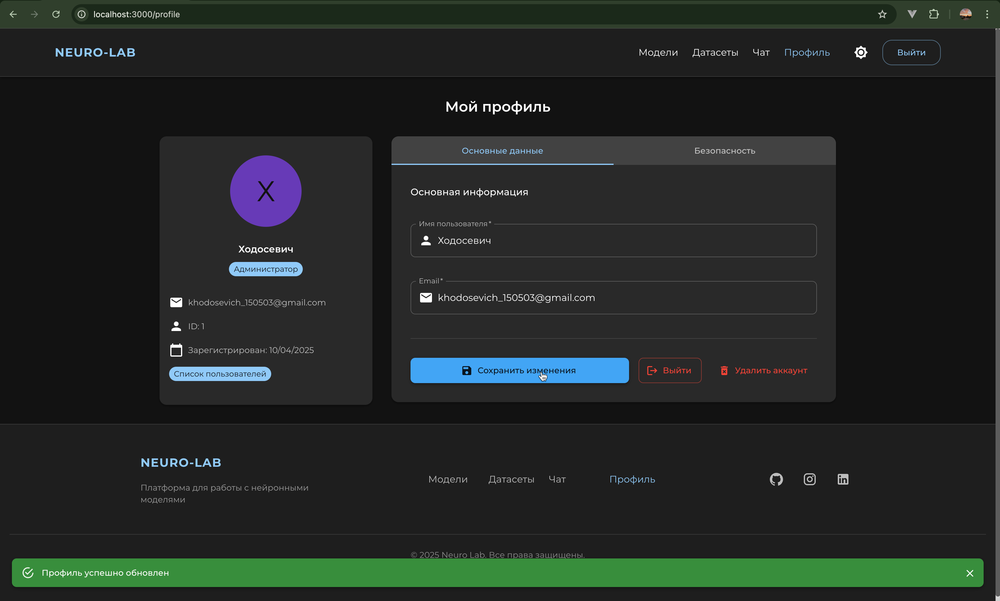 localhost:3000/profile
NEURO-LAB
Модели Датасеты Чат Профиль Выйти
Мой профиль
Х
Ходосевич
Администратор
khodosevich_150503@gmail.com
ID: 1
Зарегистрирован: 10/04/2025
Список пользователей
Основные данные Безопасность
Основная информация
Имя пользователя*
Ходосевич
Email*
khodosevich_150503@gmail.com
Сохранить изменения Выйти Удалить аккаунт
NEURO-LAB
Платформа для работы с нейронными
моделями
Модели Датасеты Чат Профиль
© 2025 Neuro Lab. Все права защищены.
Профиль успешно обновлен